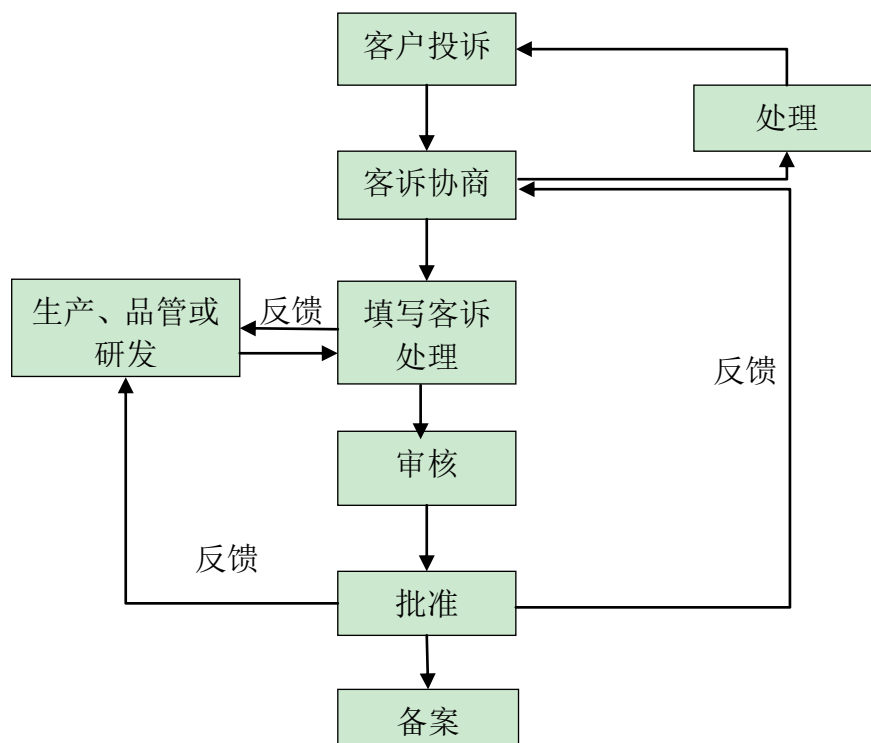 客户投诉
处理
客诉协商
生产、品管或
研发
反馈
填写客诉
处理
反馈
审核
反馈
批准
备案